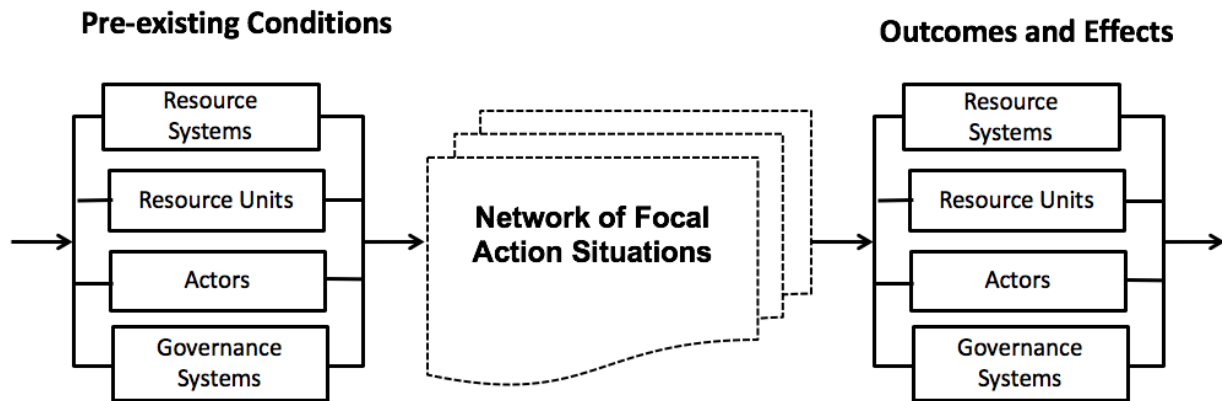 Pre-existing Conditions
Outcomes and Effects
Resource
Systems
Resource Units
Actors
Governance
Systems
Network of Focal
Action Situations
Resource
Systems
Resource Units
Actors
Governance
Systems